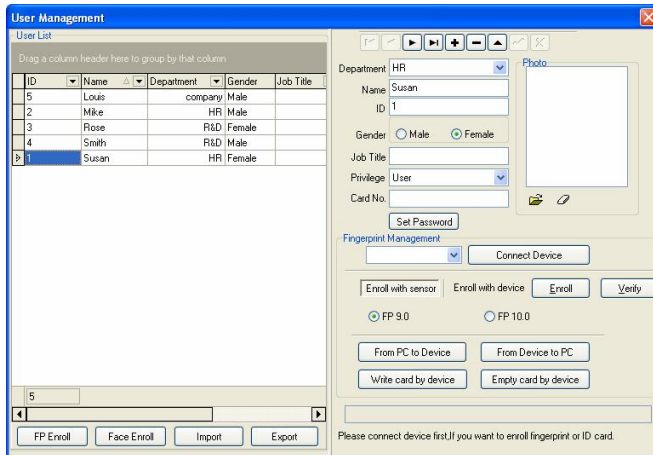 User Management
User List
Drag a column header here to group by that column
ID Name Department Gender Job Title
5 Louis company Male
2 Mike HR Male
3 Rose R&D Female
4 Smith R&D Male
1 Susan HR Female
5
FP Enroll Face Enroll Import Export
Department HR
Name Susan
ID 1
Gender Male Female
Job Title
Privilege User
Card No.
Set Password
Photo
Fingerprint Management
Connect Device
Enroll with sensor Enroll with device Enroll Verify
FP 9.0 FP 10.0
From PC to Device From Device to PC
Write card by device Empty card by device
Please connect device first,If you want to enroll fingerprint or ID card.